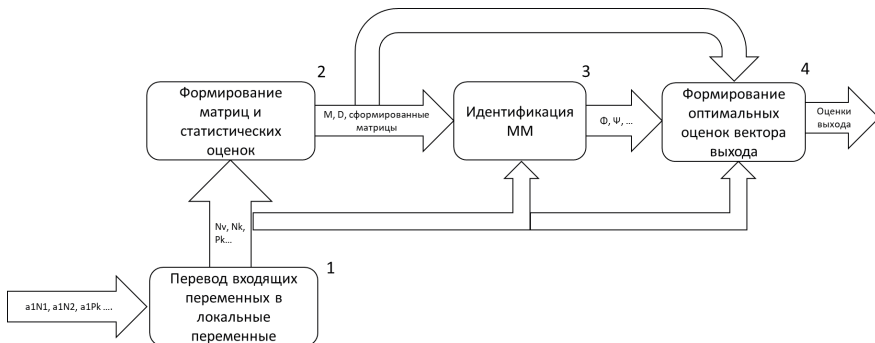 2
Формирование
матриц и
статистических
оценок
M, D, сформированные
матрицы
3
Идентификация
ММ
Ф, Ψ, ...
4
Формирование
оптимальных
оценок вектора
выхода
Оценки
выхода
Nv, Nk,
Pk...
1
Перевод входящих
переменных в
локальные
переменные
a1N1, a1N2, a1Pk ....